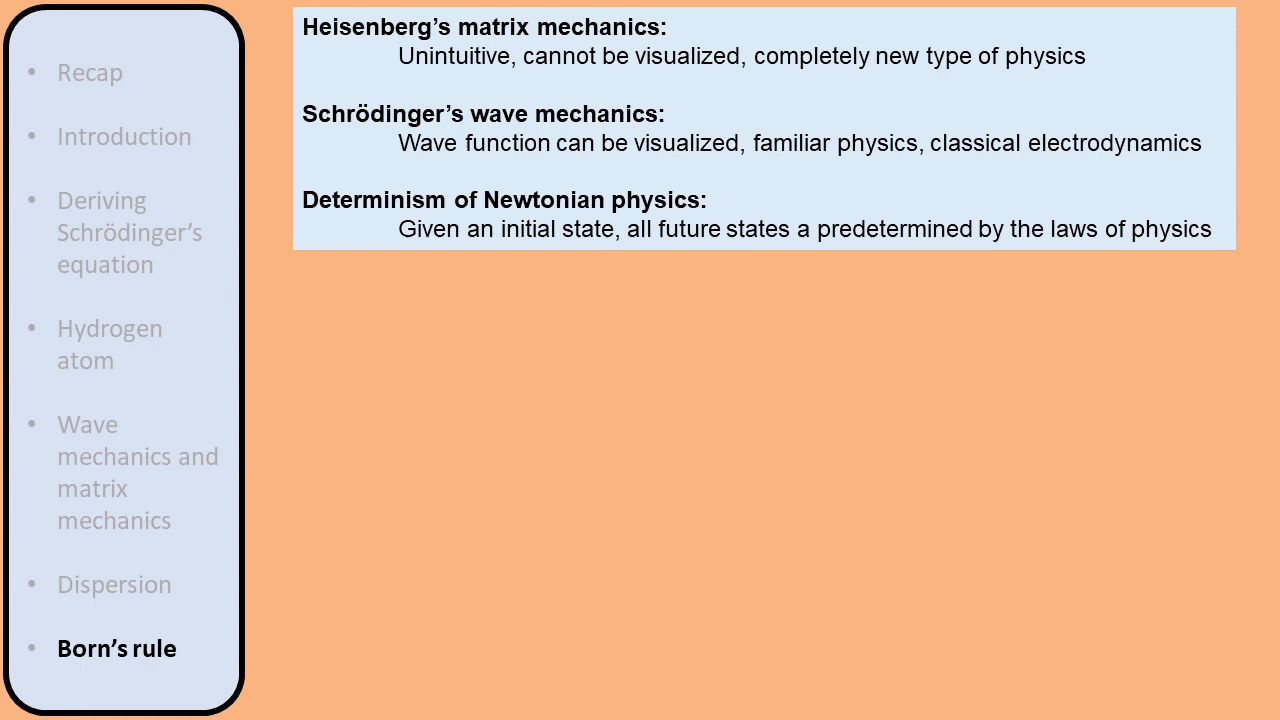 • Recap
• Introduction
• Deriving
Schrödinger’s
equation
• Hydrogen
atom
• Wave
mechanics and
matrix
mechanics
• Dispersion
• Born’s rule
Heisenberg’s matrix mechanics:
Unintuitive, cannot be visualized, completely new type of physics
Schrödinger’s wave mechanics:
Wave function can be visualized, familiar physics, classical electrodynamics
Determinism of Newtonian physics:
Given an initial state, all future states a predetermined by the laws of physics